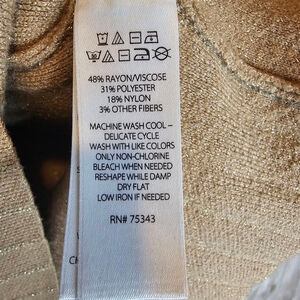 48% RAYON/VISCOSE
31% POLYESTER
18% NYLON
3% OTHER FIBERS
MACHINE WASH COOL –
DELICATE CYCLE
WASH WITH LIKE COLORS
ONLY NON-CHLORINE
BLEACH WHEN NEEDED
RESHAPE WHILE DAMP
DRY FLAT
LOW IRON IF NEEDED
RN# 75343